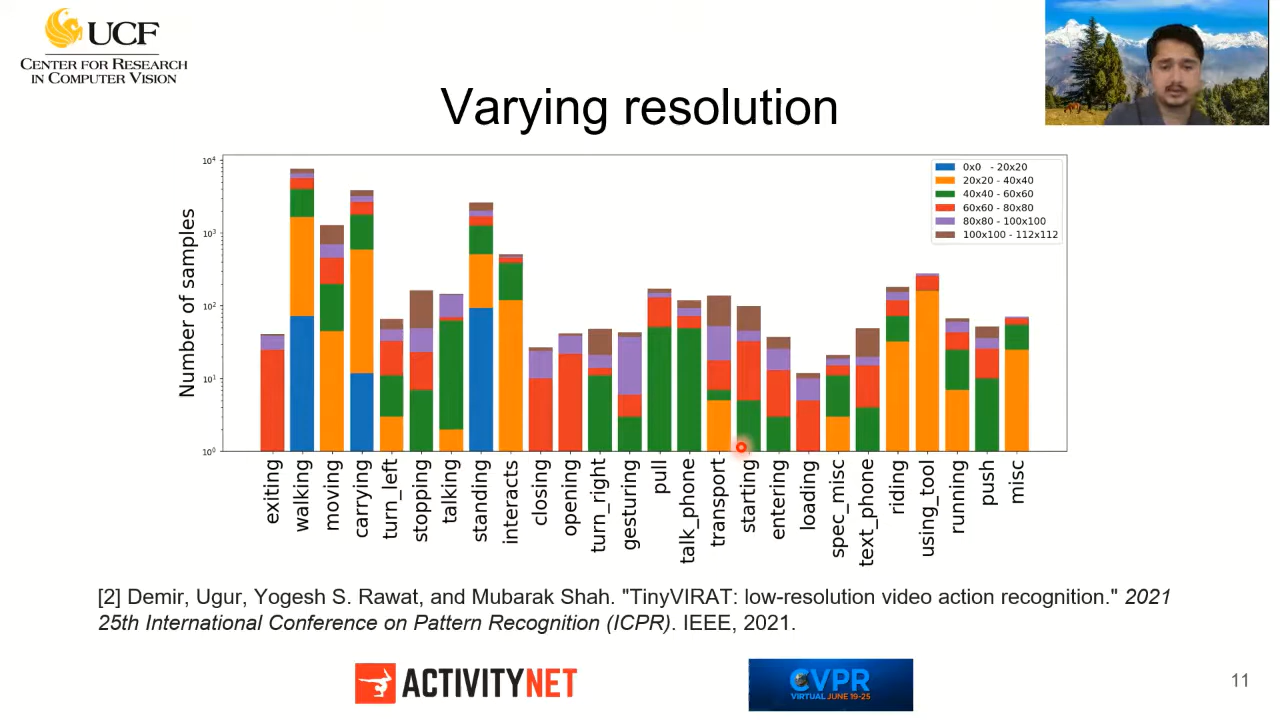 UCF
CENTER FOR RESEARCH
IN COMPUTER VISION
Varying resolution
Number of samples
10⁴
10³
10²
10¹
10⁰
0x0 - 20x20
20x20 - 40x40
40x40 - 60x60
60x60 - 80x80
80x80 - 100x100
100x100 - 112x112
exiting
walking
moving
carrying
turn_left
stopping
talking
standing
interacts
closing
opening
turn_right
gesturing
pull
talk_phone
transport
starting
entering
loading
spec_misc
text_phone
riding
using_tool
running
push
misc
[2] Demir, Ugur, Yogesh S. Rawat, and Mubarak Shah. "TinyVIRAT: low-resolution video action recognition." 2021
25th International Conference on Pattern Recognition (ICPR). IEEE, 2021.
ACTIVITYNET
CVPR
VIRTUAL JUNE 19-25
11